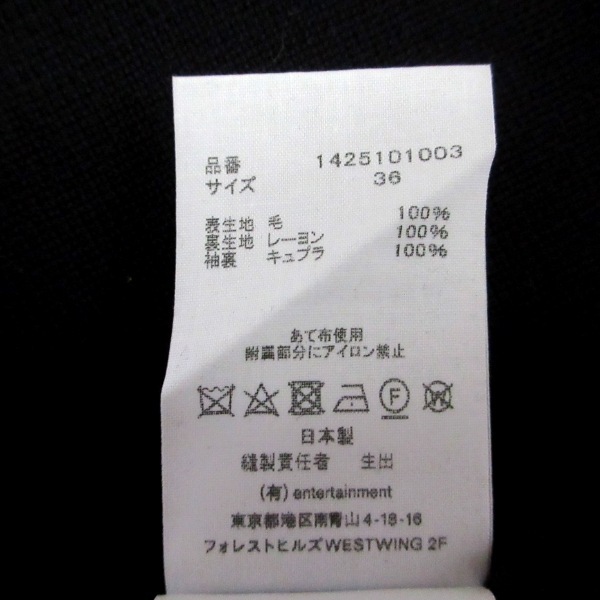 品番 1425101003
サイズ 36
表生地 毛 100%
裏生地 レーヨン 100%
袖裏 キュプラ 100%
あて布使用
附属部分にアイロン禁止
F W
日本製
縫製責任者 生出
(有) entertainment
東京都港区南青山4-18-16
フォレストヒルズWESTWING 2F